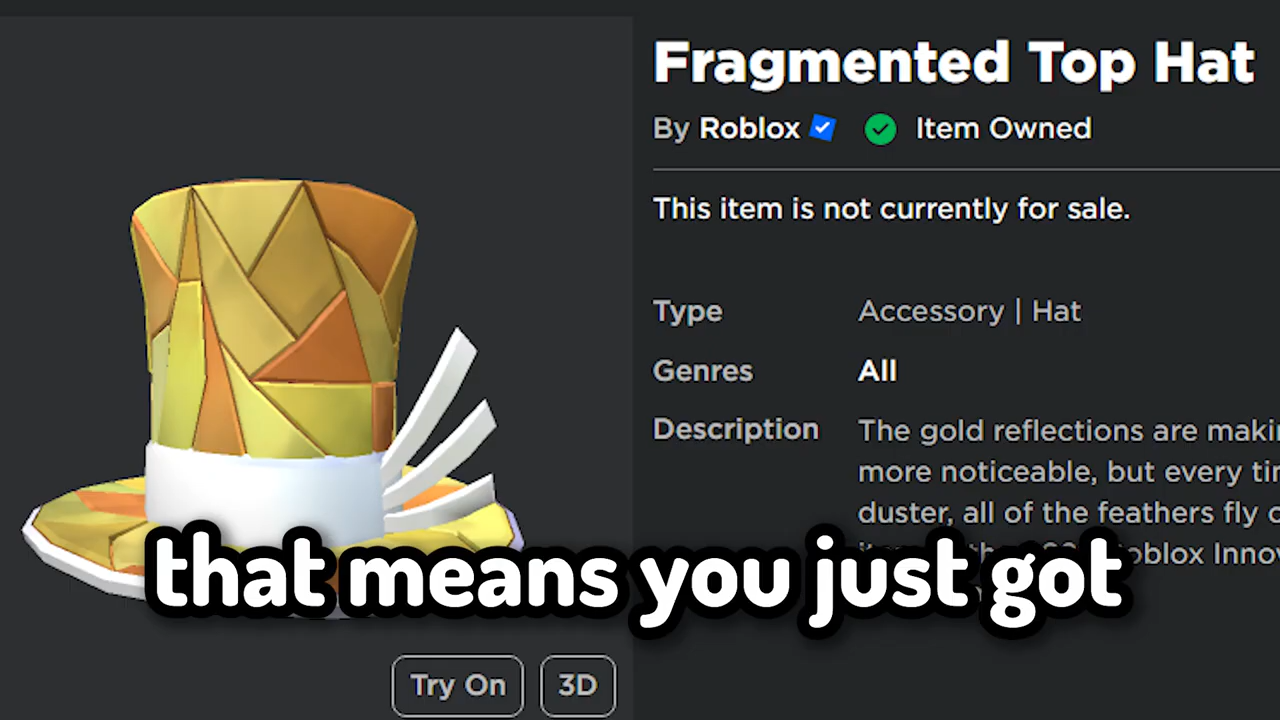 Fragmented Top Hat
By Roblox Item Owned
This item is not currently for sale.
Type Accessory | Hat
Genres All
Description The gold reflections are
more noticeable, but every
duster, all of the feathers fly
that means you just got
Try On 3D